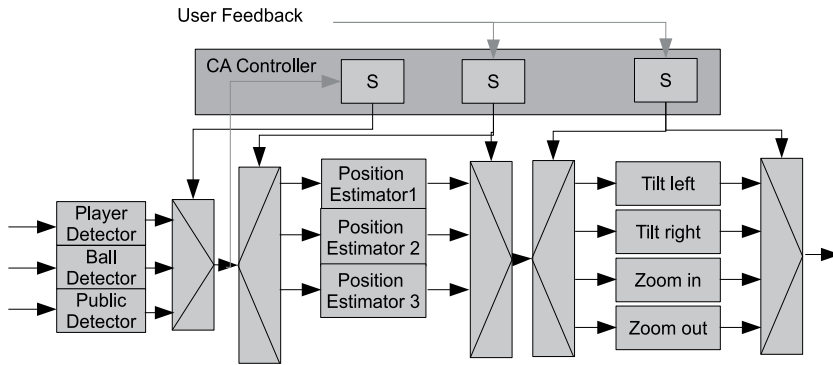 User Feedback
CA Controller
S
S
S
Player
Detector
Ball
Detector
Public
Detector
Position
Estimator1
Position
Estimator 2
Position
Estimator 3
Tilt left
Tilt right
Zoom in
Zoom out